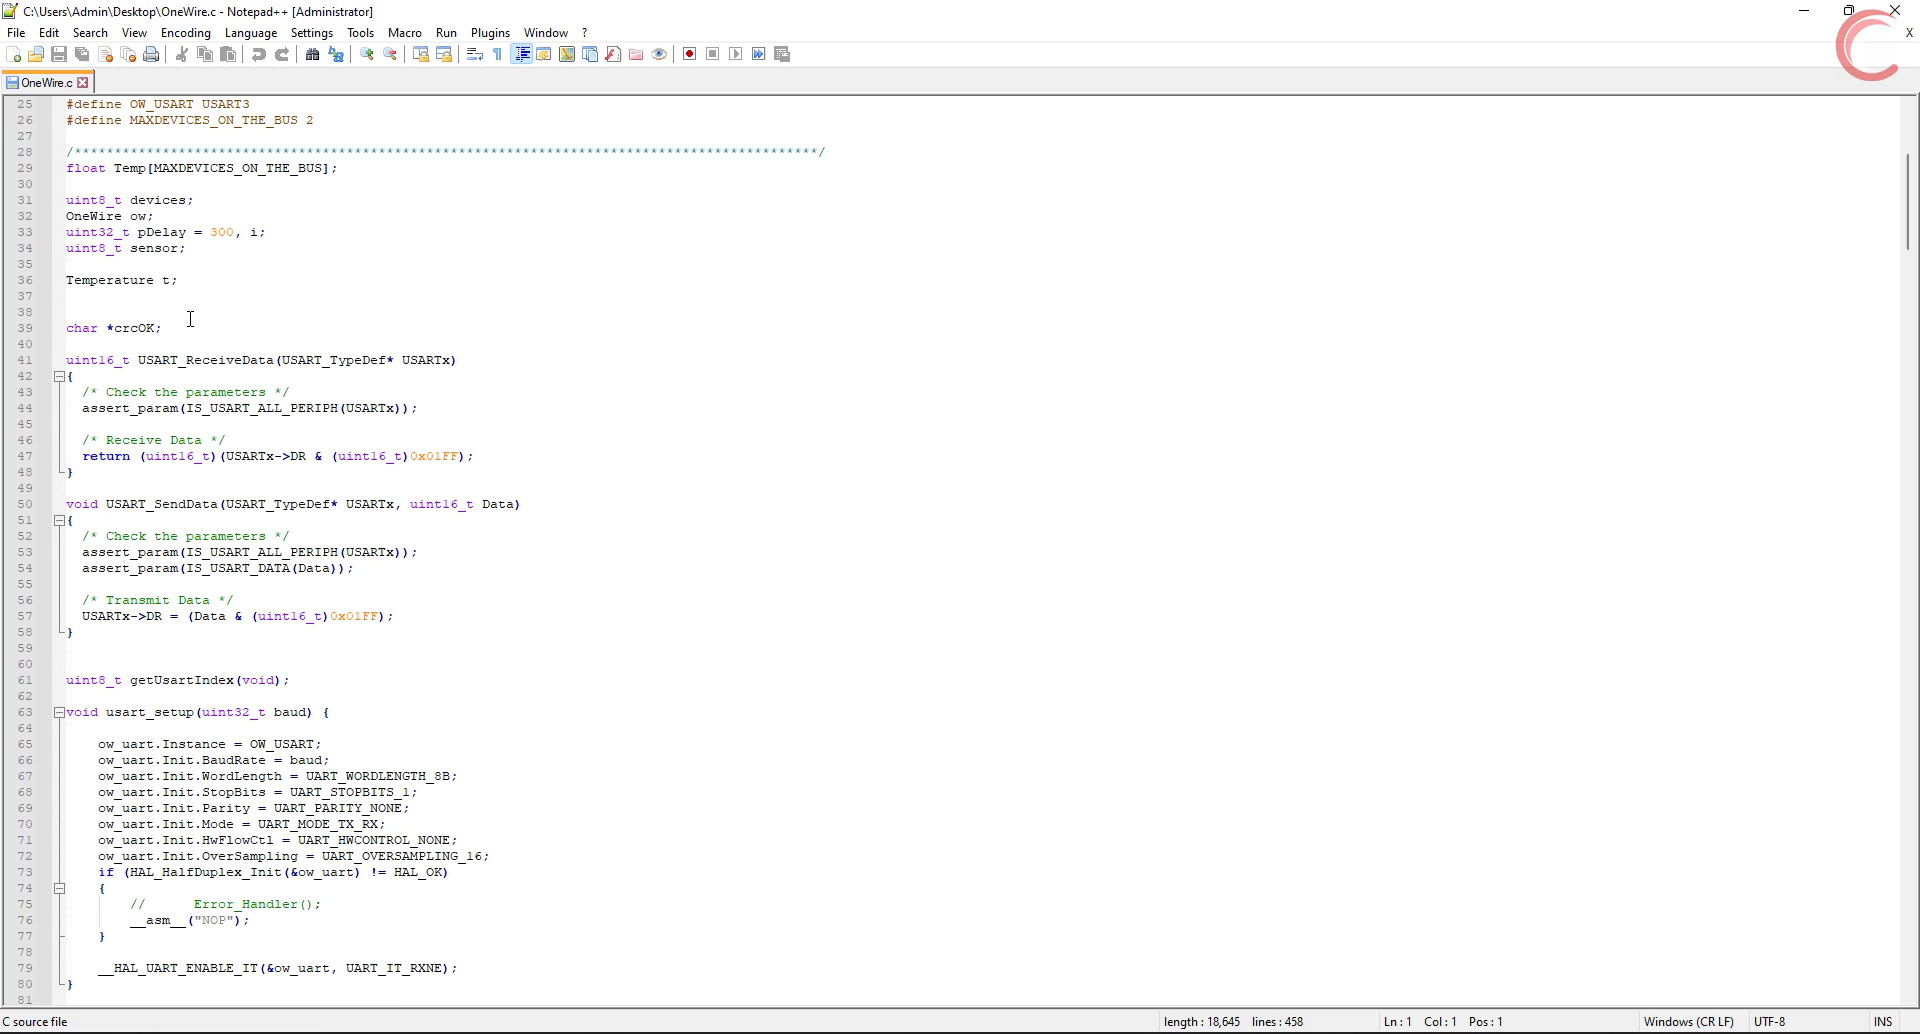 C:\Users\Admin\Desktop\OneWire.c - Notepad++ [Administrator]
File Edit Search View Encoding Language Settings Tools Macro Run Plugins Window ? X
OneWire.c
25 #define OW_USART USART3
26 #define MAXDEVICES_ON_THE_BUS 2
27
28 /*********************************************************************************************/
29 float Temp[MAXDEVICES_ON_THE_BUS];
30
31 uint8_t devices;
32 OneWire ow;
33 uint32_t pDelay = 300, i;
34 uint8_t sensor;
35
36 Temperature t;
37
38
39 char *crcOK;
40
41 uint16_t USART_ReceiveData(USART_TypeDef* USARTx)
42 {
43 /* Check the parameters */
44 assert_param(IS_USART_ALL_PERIPH(USARTx));
45
46 /* Receive Data */
47 return (uint16_t)(USARTx->DR & (uint16_t)0x01FF);
48 }
49
50 void USART_SendData(USART_TypeDef* USARTx, uint16_t Data)
51 {
52 /* Check the parameters */
53 assert_param(IS_USART_ALL_PERIPH(USARTx));
54 assert_param(IS_USART_DATA(Data));
55
56 /* Transmit Data */
57 USARTx->DR = (Data & (uint16_t)0x01FF);
58 }
59
60
61 uint8_t getUsartIndex(void);
62
63 void usart_setup(uint32_t baud) {
64
65 ow_uart.Instance = OW_USART;
66 ow_uart.Init.BaudRate = baud;
67 ow_uart.Init.WordLength = UART_WORDLENGTH_8B;
68 ow_uart.Init.StopBits = UART_STOPBITS_1;
69 ow_uart.Init.Parity = UART_PARITY_NONE;
70 ow_uart.Init.Mode = UART_MODE_TX_RX;
71 ow_uart.Init.HwFlowCtl = UART_HWCONTROL_NONE;
72 ow_uart.Init.OverSampling = UART_OVERSAMPLING_16;
73 if (HAL_HalfDuplex_Init(&ow_uart) != HAL_OK)
74 {
75 // Error_Handler();
76 __asm__("NOP");
77 }
78
79 __HAL_UART_ENABLE_IT(&ow_uart, UART_IT_RXNE);
80 }
81
C source file length : 18,645 lines : 458 Ln : 1 Col : 1 Pos : 1 Windows (CR LF) UTF-8 INS